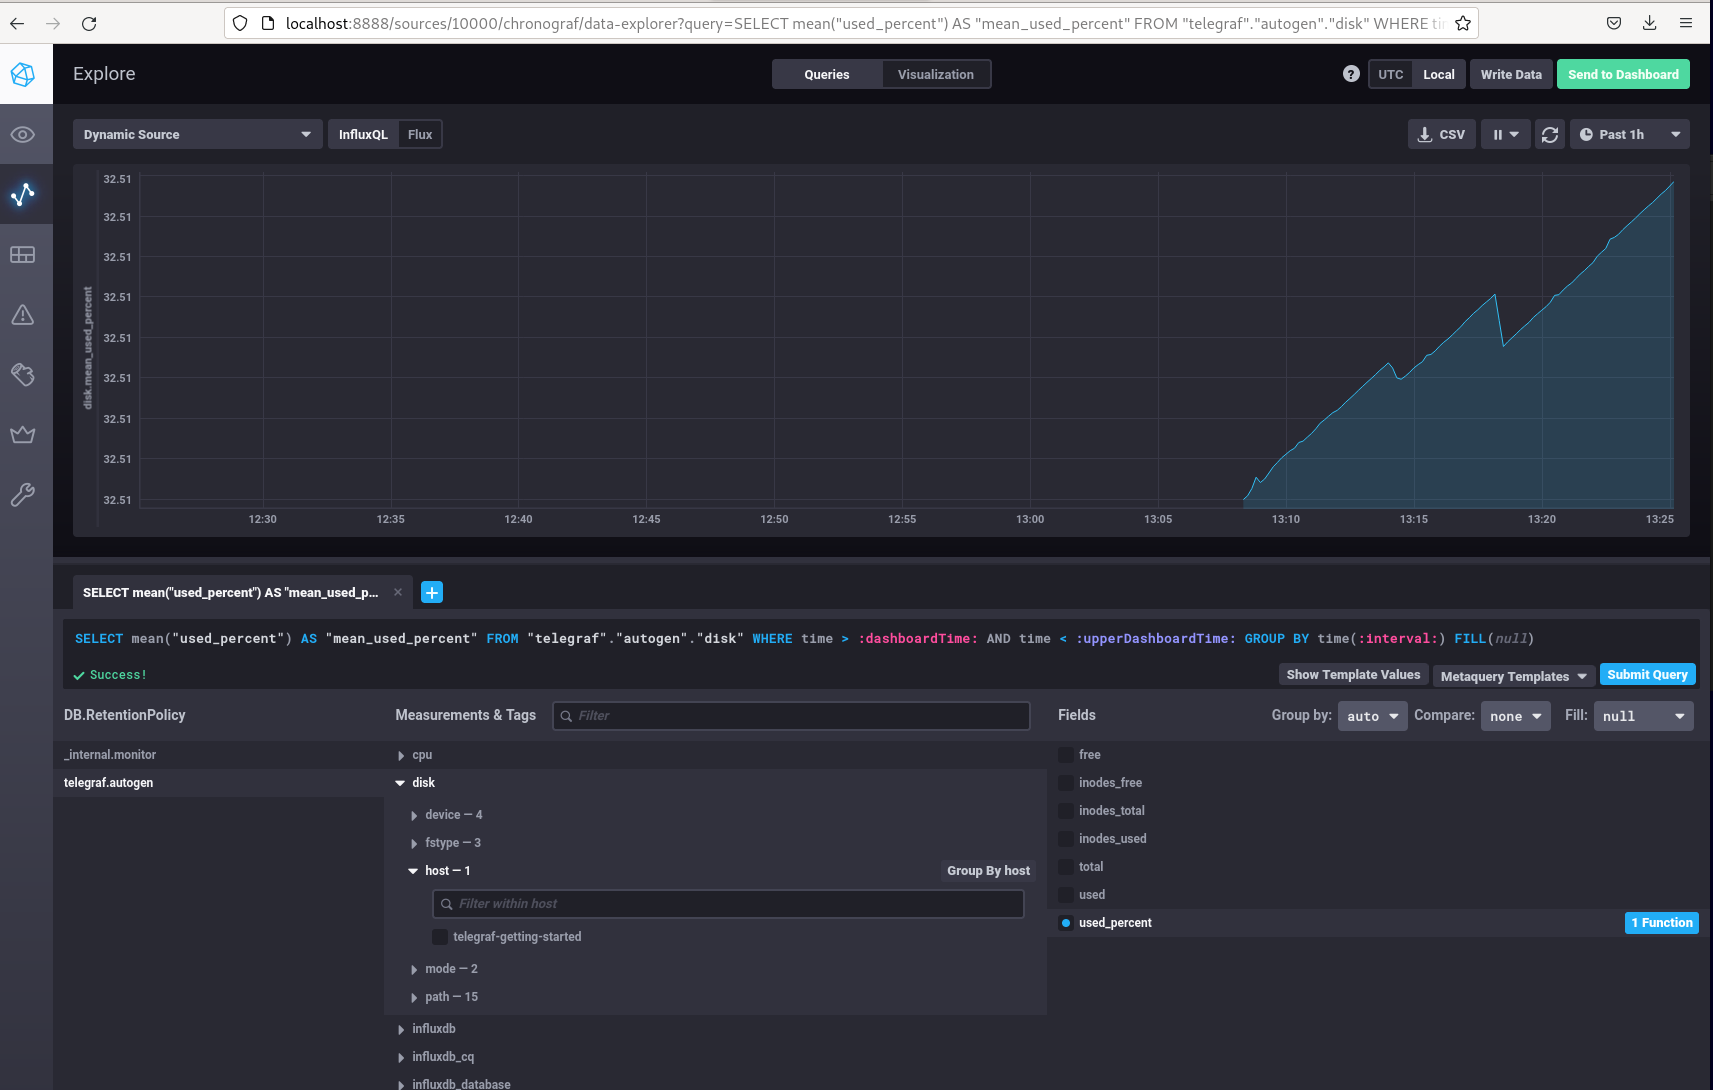 localhost:8888/sources/10000/chronograf/data-explorer?query=SELECT mean("used_percent") AS "mean_used_percent" FROM "telegraf"."autogen"."disk" WHERE
Explore
Queries
Visualization
?
UTC
Local
Write Data
Send to Dashboard
Dynamic Source
InfluxQL
Flux
CSV
Past 1h
disk.mean_used_percent
32.51
32.51
32.51
32.51
32.51
32.51
32.51
32.51
32.51
12:30
12:35
12:40
12:45
12:50
12:55
13:00
13:05
13:10
13:15
13:20
13:25
SELECT mean("used_percent") AS "mean_used_p...
SELECT mean("used_percent") AS "mean_used_percent" FROM "telegraf"."autogen"."disk" WHERE time > :dashboardTime: AND time < :upperDashboardTime: GROUP BY time(:interval:) FILL(null)
Success!
Show Template Values
Metaquery Templates
Submit Query
DB.RetentionPolicy
Measurements & Tags
Filter
Fields
Group by:
auto
Compare:
none
Fill:
null
_internal.monitor
telegraf.autogen
cpu
disk
device — 4
fstype — 3
host — 1
Group By host
Filter within host
telegraf-getting-started
mode — 2
path — 15
influxdb
influxdb_cq
influxdb_database
free
inodes_free
inodes_total
inodes_used
total
used
used_percent
1 Function